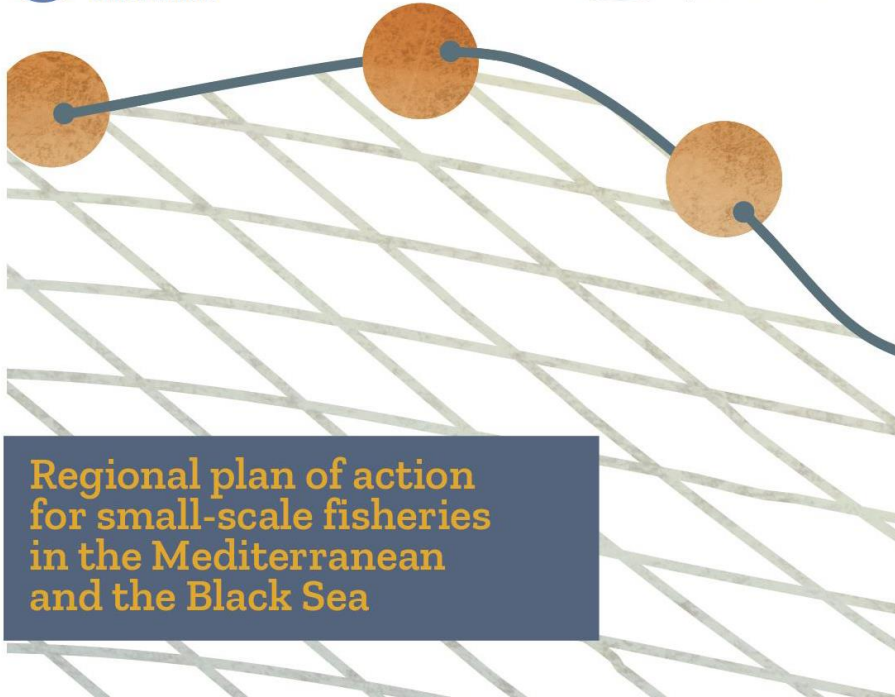 Regional plan of action
for small-scale fisheries
in the Mediterranean
and the Black Sea